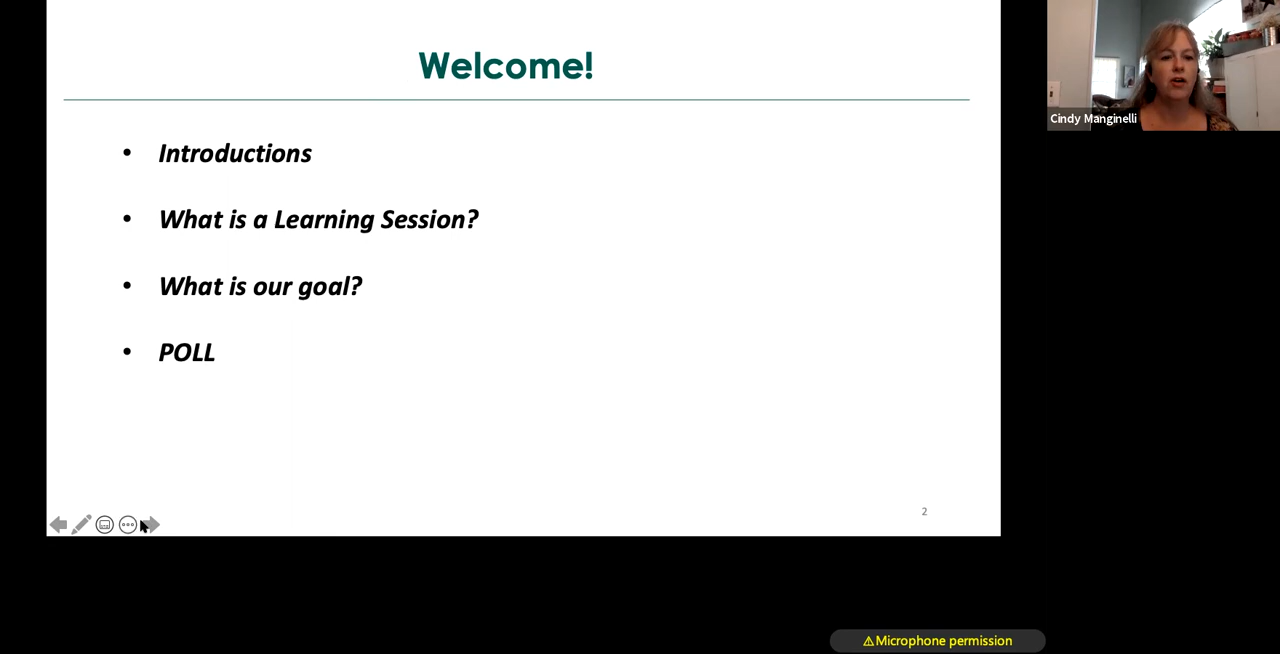 Welcome!
• Introductions
• What is a Learning Session?
• What is our goal?
• POLL
2
Cindy Manginelli
⚠Microphone permission